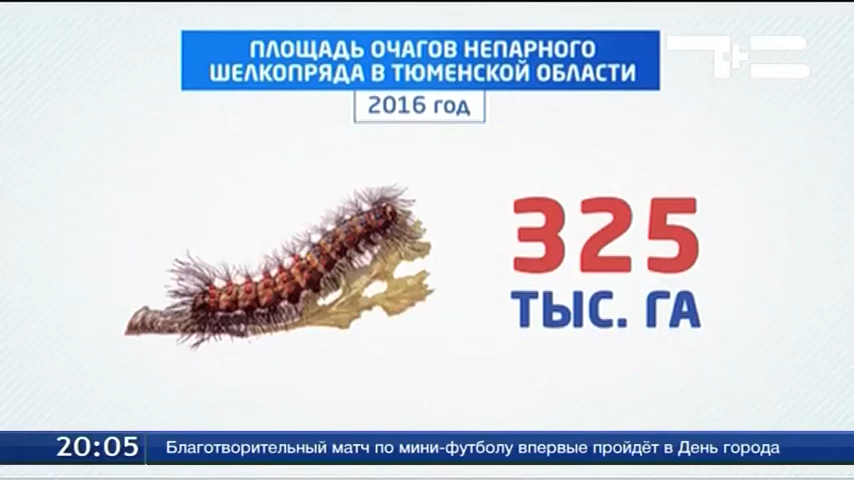 ПЛОЩАДЬ ОЧАГОВ НЕПАРНОГО
ШЕЛКОПРЯДА В ТЮМЕНСКОЙ ОБЛАСТИ
2016 год
Т+В
325
ТЫС. ГА
20:05 Благотворительный матч по мини-футболу впервые пройдёт в День города